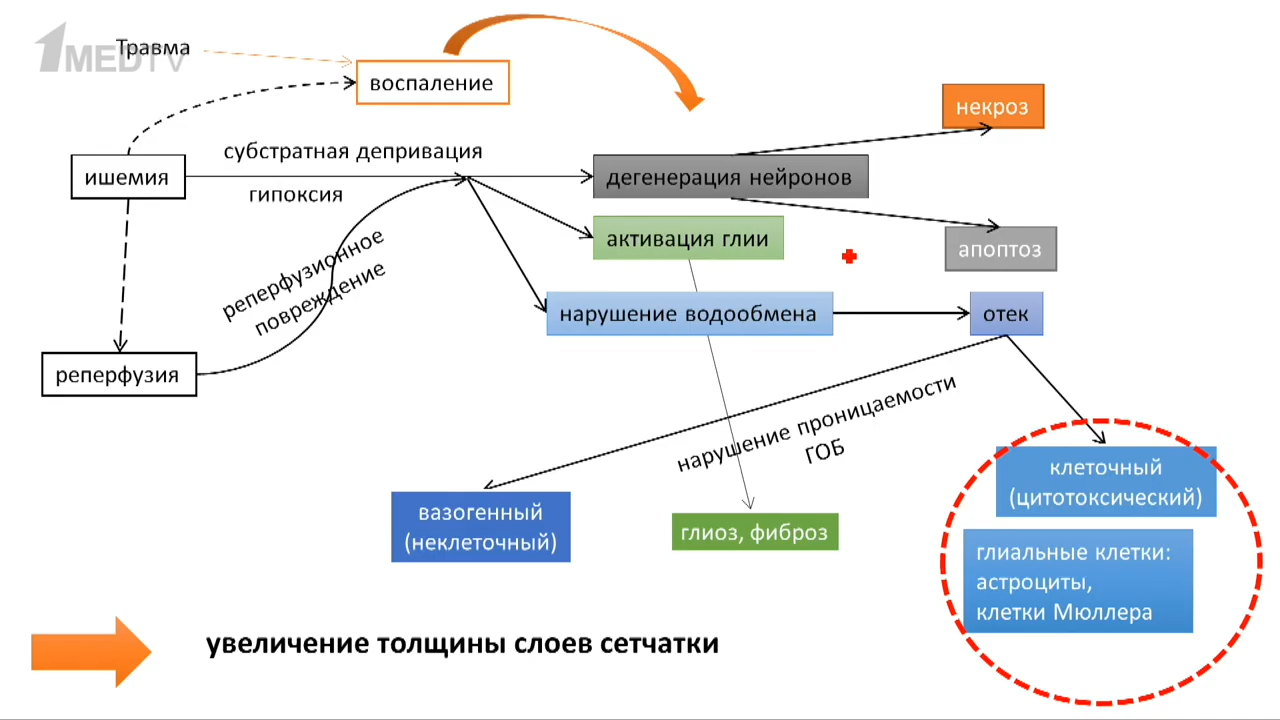 Травма
1MEDTV
воспаление
некроз
субстратная депривация
ишемия
гипоксия
дегенерация нейронов
активация глии
апоптоз
реперфузионное
повреждение
нарушение водообмена
отек
реперфузия
нарушение проницаемости
ГОБ
клеточный
(цитотоксический)
вазогенный
(неклеточный)
глиоз, фиброз
глиальные клетки:
астроциты,
клетки Мюллера
увеличение толщины слоев сетчатки